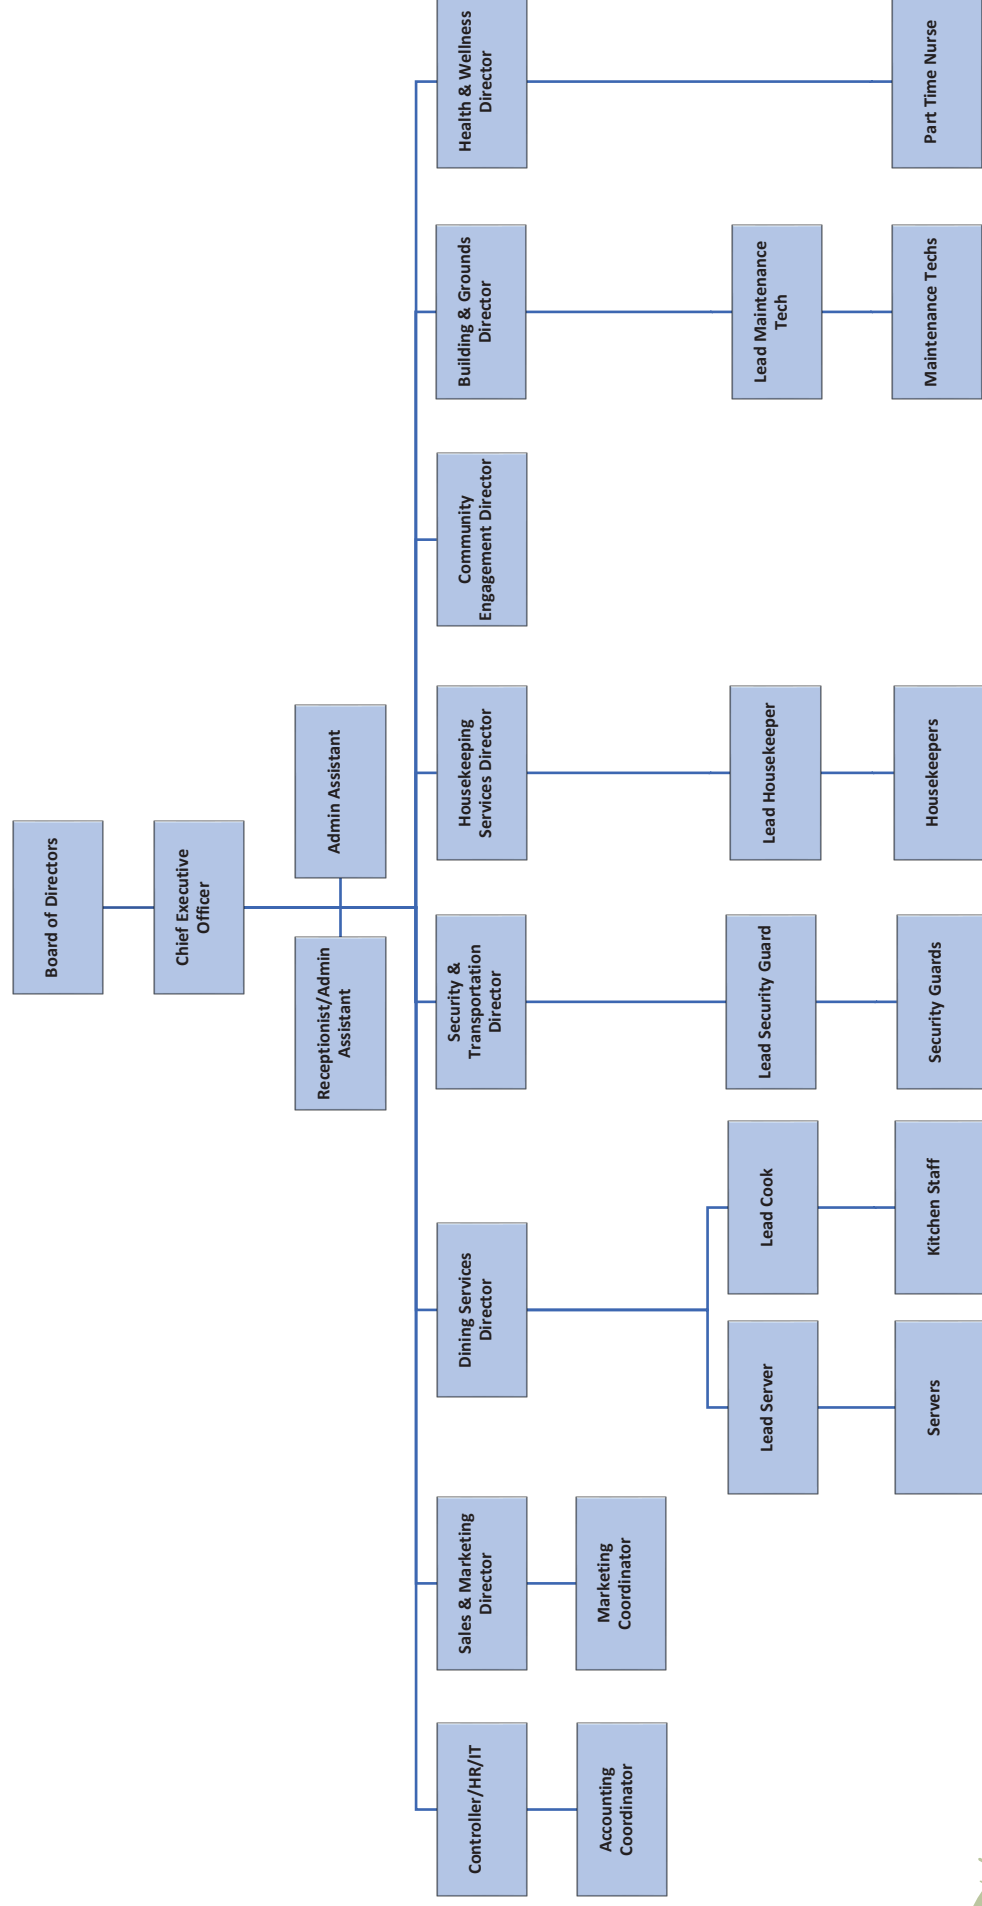 Board of Directors
Chief Executive
Officer
Receptionist/Admin
Assistant
Admin Assistant
Controller/HR/IT
Sales & Marketing
Director
Dining Services
Director
Security &
Transportation
Director
Housekeeping
Services Director
Community
Engagement Director
Building & Grounds
Director
Health & Wellness
Director
Accounting
Coordinator
Marketing
Coordinator
Lead Server
Lead Cook
Lead Security Guard
Lead Housekeeper
Lead Maintenance
Tech
Servers
Kitchen Staff
Security Guards
Housekeepers
Maintenance Techs
Part Time Nurse